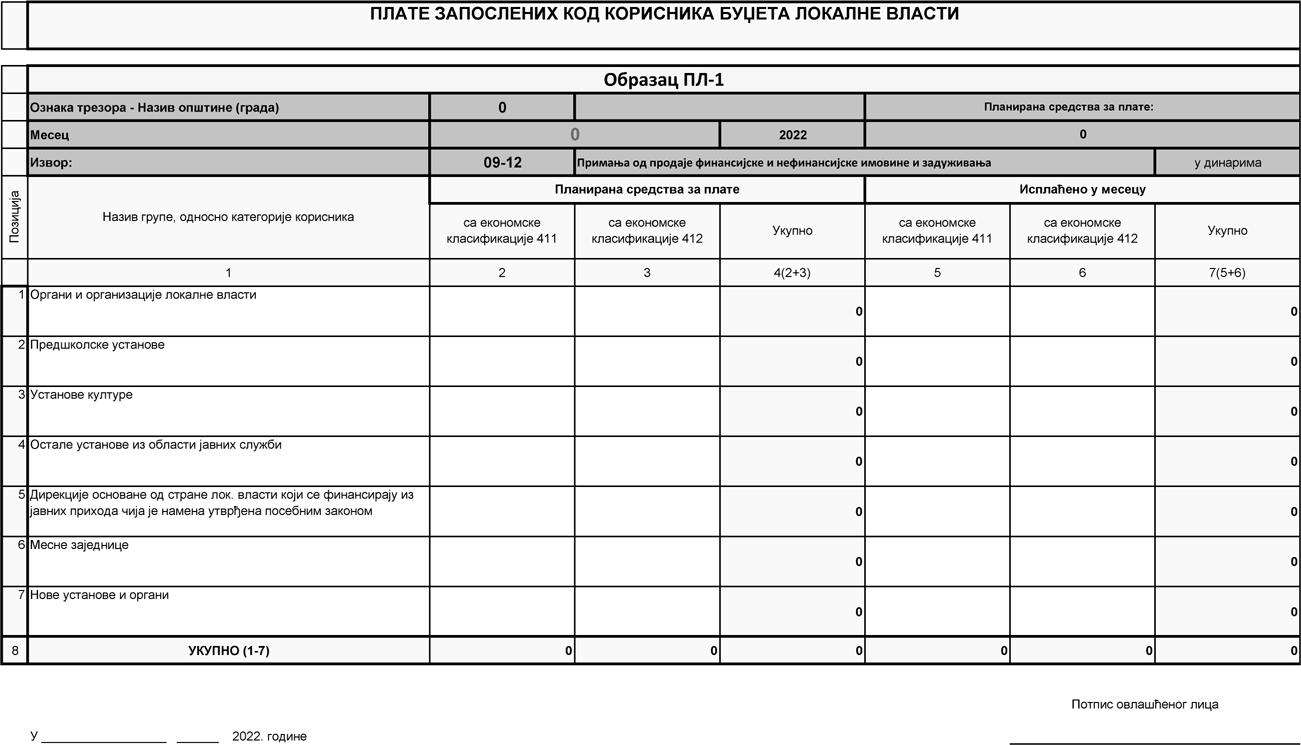 ПЛАТЕ ЗАПОСЛЕНИХ КОД КОРИСНИКА БУЏЕТА ЛОКАЛНЕ ВЛАСТИ
Образац ПЛ-1
Ознака трезора - Назив општине (града) 0 Планирана средства за плате:
Месец 0 2022 0
Извор: 09-12 Примања од продаје финансијске и нефинансијске имовине и задуживања у динарима
Позиција
Назив групе, односно категорије корисника
Планирана средства за плате Исплаћено у месецу
са економске класификације 411 са економске класификације 412 Укупно са економске класификације 411 са економске класификације 412 Укупно
1 2 3 4(2+3) 5 6 7(5+6)
1 Органи и организације локалне власти 0 0
2 Предшколске установе 0 0
3 Установе културе 0 0
4 Остале установе из области јавних служби 0 0
5 Дирекције основане од стране лок. власти који се финансирају из
јавних прихода чија је намена утврђена посебним законом 0 0
6 Месне заједнице 0 0
7 Нове установе и органи 0 0
8 УКУПНО (1-7) 0 0 0 0 0 0
Потпис овлашћеног лица
У __________________ ______ 2022. године